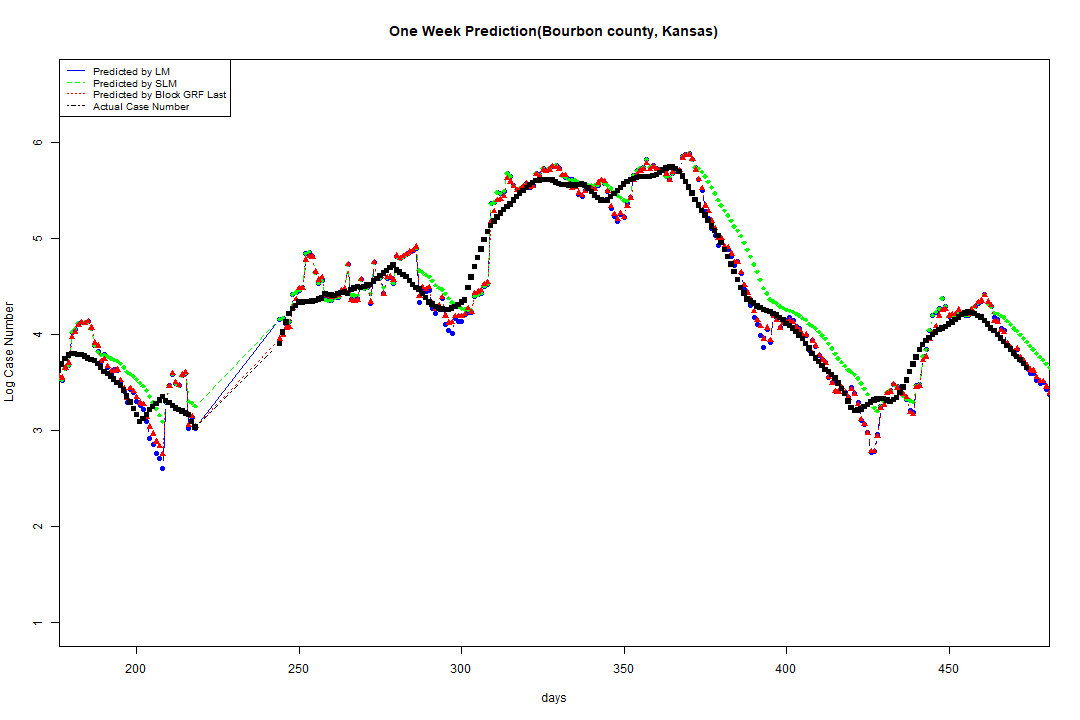 One Week Prediction(Bourbon county, Kansas)
Predicted by LM
Predicted by SLM
Predicted by Block GRF Last
Actual Case Number
Log Case Number
6
5
4
3
2
1
200
250
300
350
400
450
days